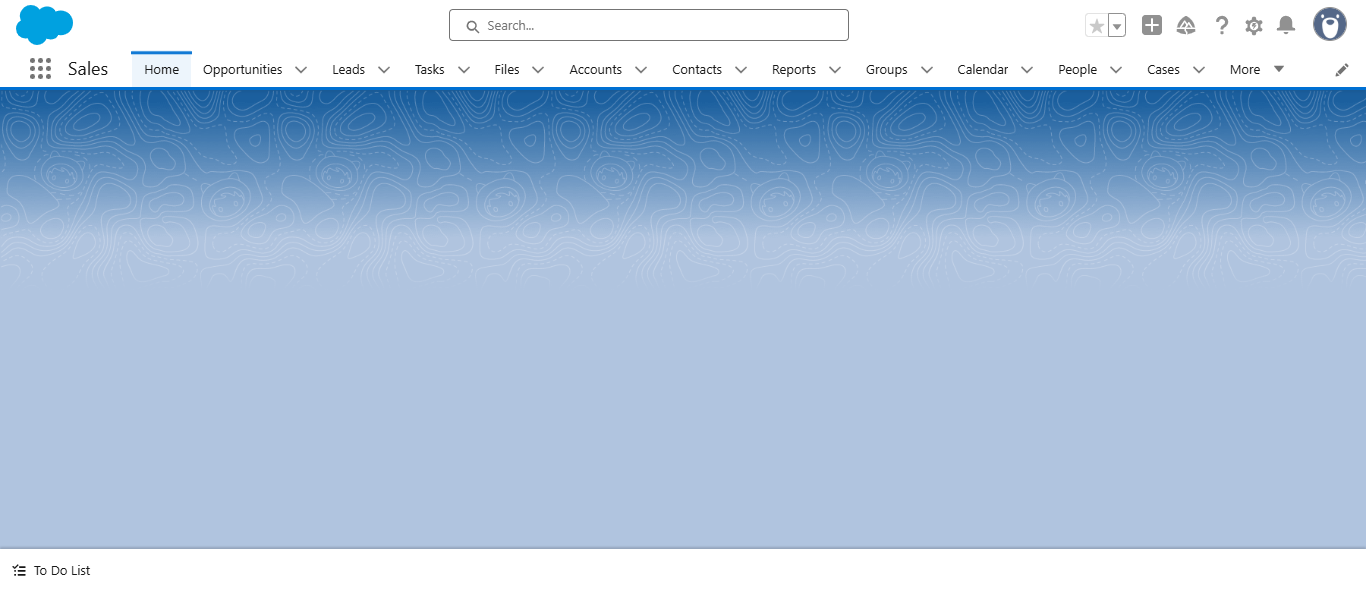 Search...
Sales
Home
Opportunities
Leads
Tasks
Files
Accounts
Contacts
Reports
Groups
Calendar
People
Cases
More
To Do List